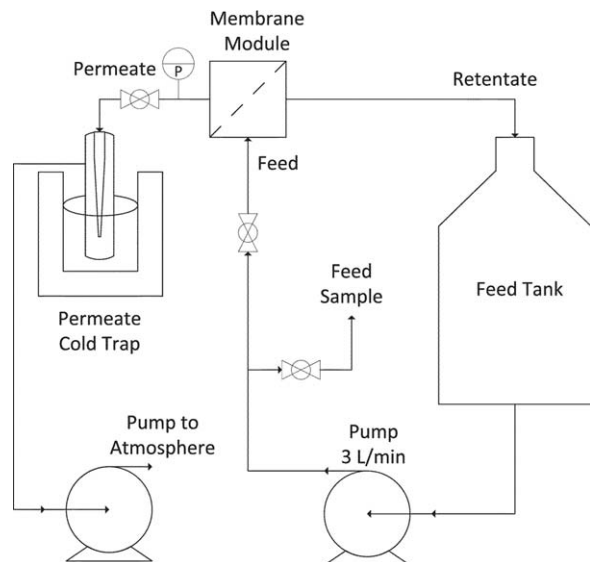 Membrane
Module
Permeate
P
Retentate
Feed
Feed
Sample
Feed Tank
Permeate
Cold Trap
Pump to
Atmosphere
Pump
3 L/min